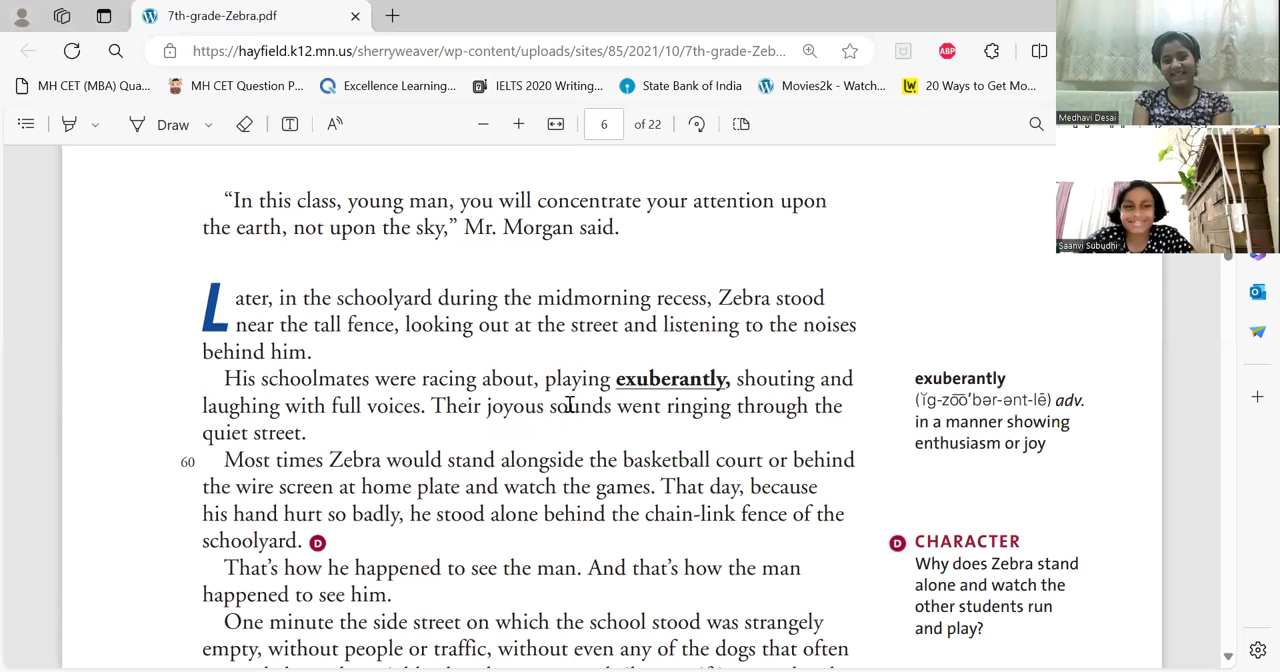 7th-grade-Zebra.pdf
https://hayfield.k12.mn.us/sherryweaver/wp-content/uploads/sites/85/2021/10/7th-grade-Zeb...
ABP
MH CET (MBA) Qua...
MH CET Question P...
Excellence Learning...
IELTS 2020 Writing...
State Bank of India
Movies2k - Watch...
20 Ways to Get Mo...
Draw
6
of 22
Medhavi Desai
Saanvi Subudhi
“In this class, young man, you will concentrate your attention upon
the earth, not upon the sky,” Mr. Morgan said.
Later, in the schoolyard during the midmorning recess, Zebra stood
near the tall fence, looking out at the street and listening to the noises
behind him.
His schoolmates were racing about, playing exuberantly, shouting and
laughing with full voices. Their joyous sounds went ringing through the
quiet street.
60 Most times Zebra would stand alongside the basketball court or behind
the wire screen at home plate and watch the games. That day, because
his hand hurt so badly, he stood alone behind the chain-link fence of the
schoolyard. D
That’s how he happened to see the man. And that’s how the man
happened to see him.
One minute the side street on which the school stood was strangely
empty, without people or traffic, without even any of the dogs that often
exuberantly
(ĭg-zo͞o'bər-ənt-lē) adv.
in a manner showing
enthusiasm or joy
D CHARACTER
Why does Zebra stand
alone and watch the
other students run
and play?